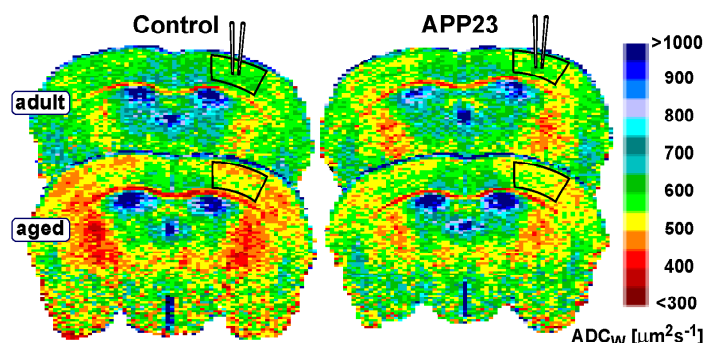 Control
APP23
adult
aged
>1000
900
800
700
600
500
400
<300
ADCW [µm²s⁻¹]